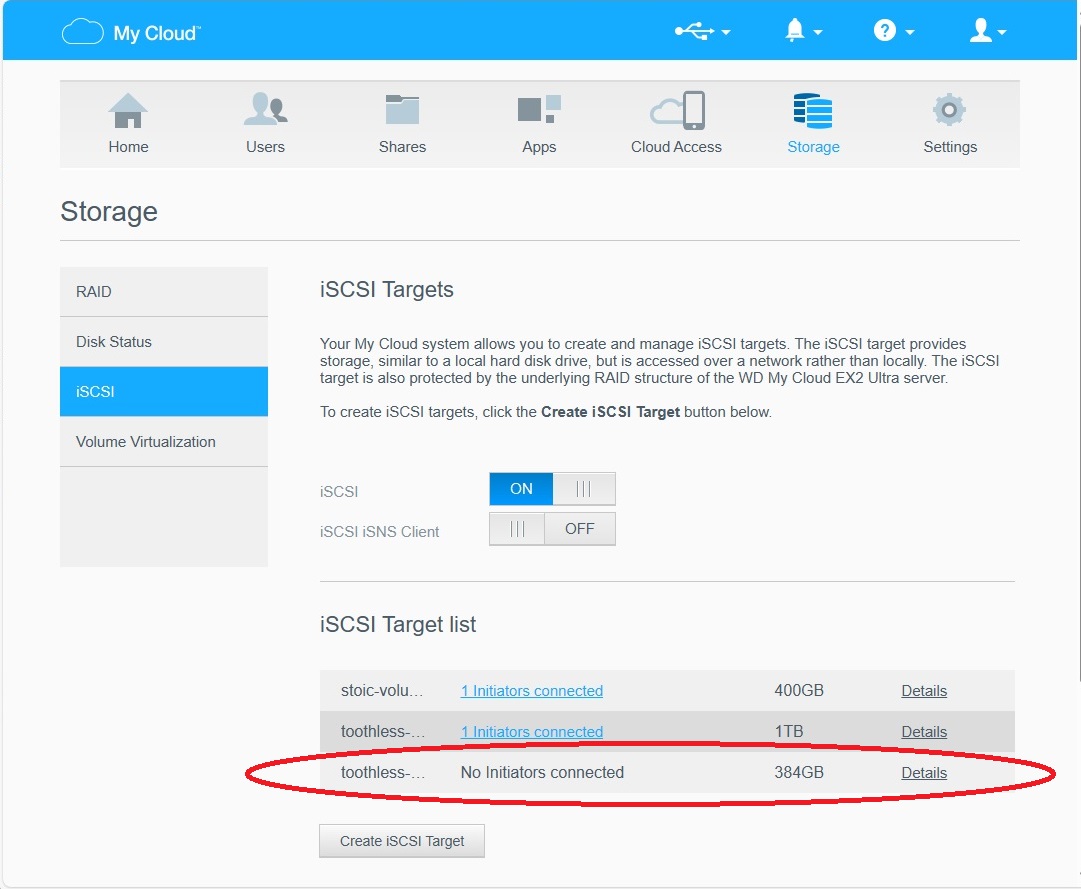 My Cloud™
Home
Users
Shares
Apps
Cloud Access
Storage
Settings
Storage
RAID
Disk Status
iSCSI
Volume Virtualization
iSCSI Targets
Your My Cloud system allows you to create and manage iSCSI targets. The iSCSI target provides
storage, similar to a local hard disk drive, but is accessed over a network rather than locally. The iSCSI
target is also protected by the underlying RAID structure of the WD My Cloud EX2 Ultra server.
To create iSCSI targets, click the Create iSCSI Target button below.
iSCSI ON
iSCSI iSNS Client OFF
iSCSI Target list
stoic-volu... 1 Initiators connected 400GB Details
toothless-... 1 Initiators connected 1TB Details
toothless-... No Initiators connected 384GB Details
Create iSCSI Target